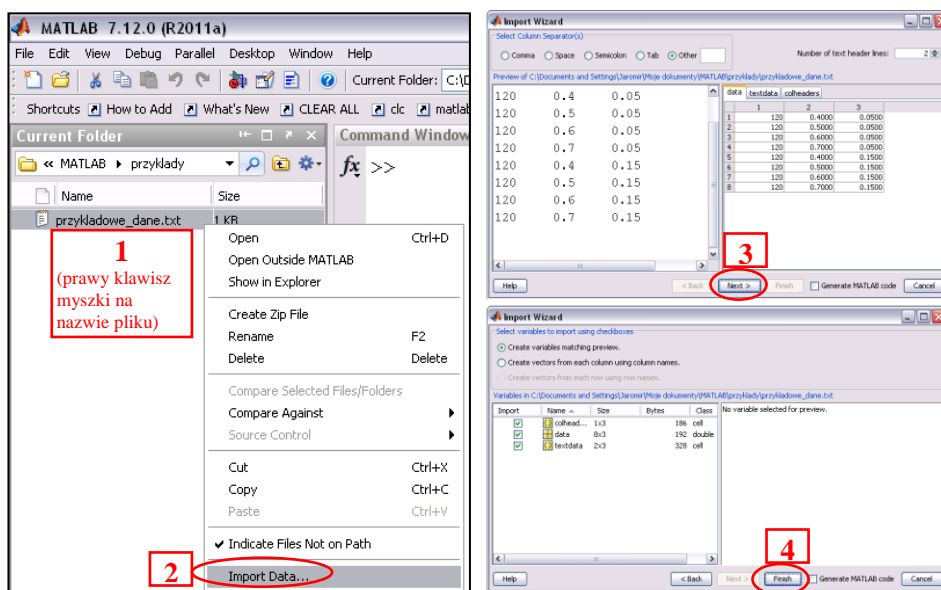 MATLAB 7.12.0 (R2011a)
File Edit View Debug Parallel Desktop Window Help
Current Folder: C:\D
Shortcuts How to Add What's New CLEAR ALL clc matlab
Current Folder
Command Window
« MATLAB ▸ przyklady
fx >>
Name Size
przykladowe_dane.txt 1 KB
1
(prawy klawisz
myszki na
nazwie pliku)
Open Ctrl+D
Open Outside MATLAB
Show in Explorer
Create Zip File
Rename F2
Delete Delete
Compare Selected Files/Folders
Compare Against
Source Control
Cut Ctrl+X
Copy Ctrl+C
Paste Ctrl+V
Indicate Files Not on Path
2
Import Data...
Import Wizard
Select Column Separator(s)
Comma Space Semicolon Tab Other
Number of text header lines: 2
Preview of C:\Documents and Settings\Jaromir\Moje dokumenty\MATLAB\przyklady\przykladowe_dane.txt
120 0.4 0.05
120 0.5 0.05
120 0.6 0.05
120 0.7 0.05
120 0.4 0.15
120 0.5 0.15
120 0.6 0.15
120 0.7 0.15
data textdata colheaders
1 2 3
1 120 0.4000 0.0500
2 120 0.5000 0.0500
3 120 0.6000 0.0500
4 120 0.7000 0.0500
5 120 0.4000 0.1500
6 120 0.5000 0.1500
7 120 0.6000 0.1500
8 120 0.7000 0.1500
3
Help < Back Next > Finish Generate MATLAB code Cancel
Import Wizard
Select variables to import using checkboxes
Create variables matching preview.
Create vectors from each column using column names.
Create vectors from each row using row names.
Variables in C:\Documents and Settings\Jaromir\Moje dokumenty\MATLAB\przyklady\przykladowe_dane.txt
Import Name Size Bytes Class
No variable selected for preview.
colhead... 1x3 186 cell
data 8x3 192 double
textdata 2x3 328 cell
4
Help < Back Next > Finish Generate MATLAB code Cancel